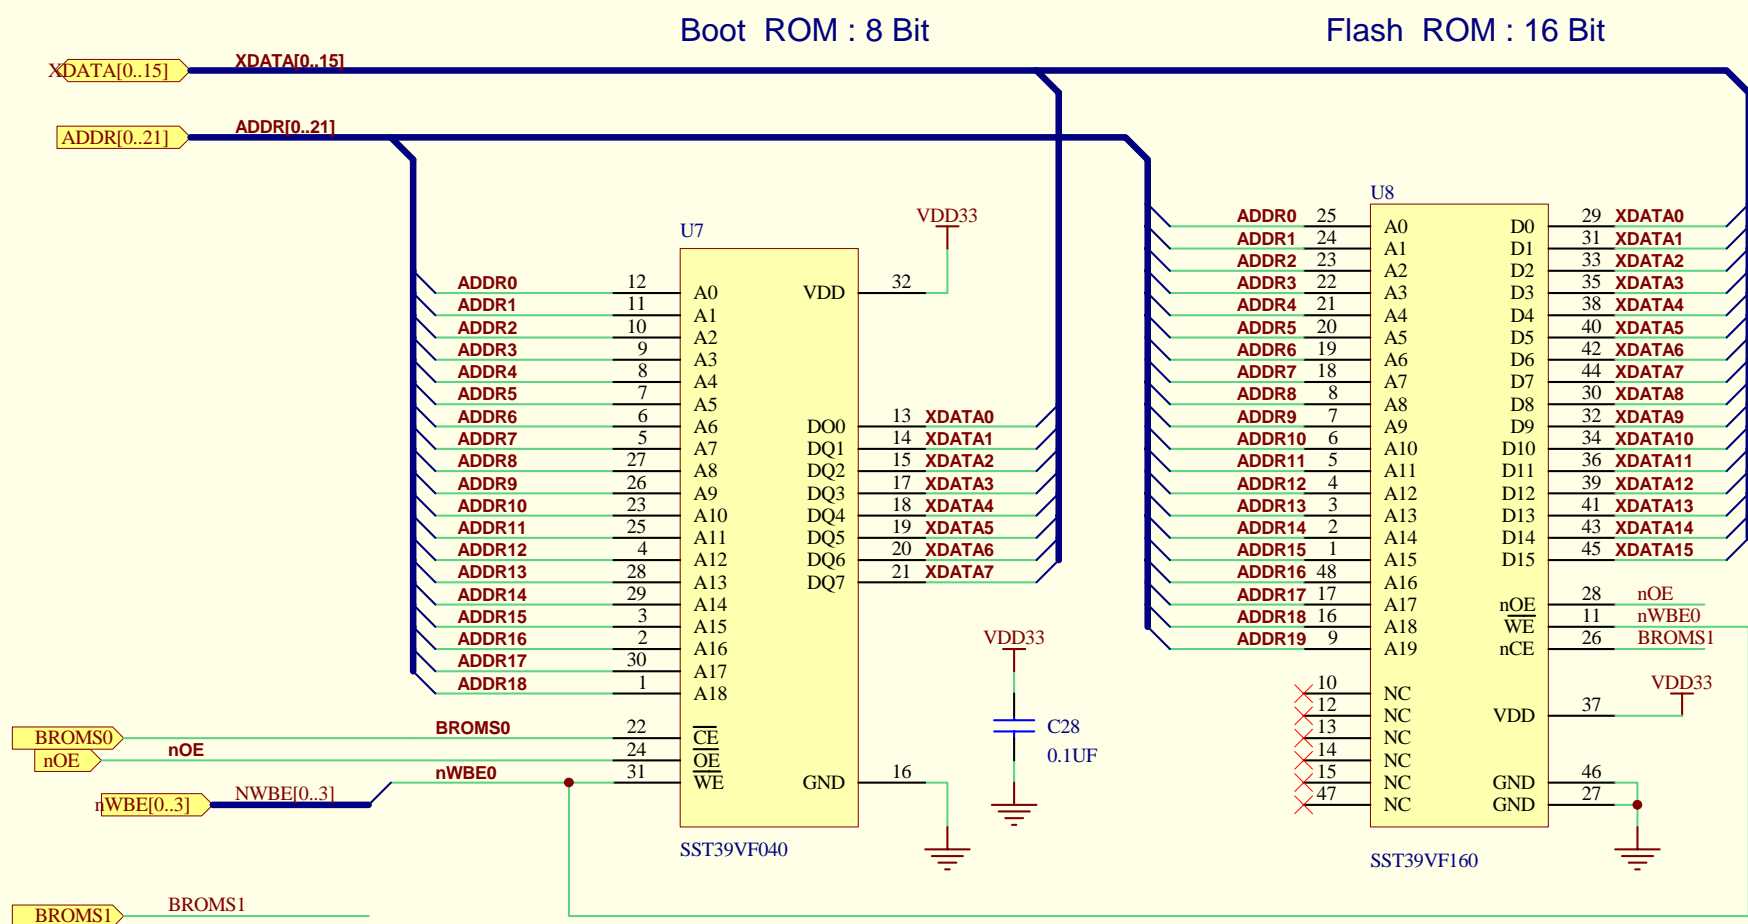 Boot ROM : 8 Bit
Flash ROM : 16 Bit
XDATA[0..15]
XDATA[0..15]
ADDR[0..21]
ADDR[0..21]
U7
VDD33
ADDR0 12 A0
ADDR1 11 A1
ADDR2 10 A2
ADDR3 9 A3
ADDR4 8 A4
ADDR5 7 A5
ADDR6 6 A6
ADDR7 5 A7
ADDR8 27 A8
ADDR9 26 A9
ADDR10 23 A10
ADDR11 25 A11
ADDR12 4 A12
ADDR13 28 A13
ADDR14 29 A14
ADDR15 3 A15
ADDR16 2 A16
ADDR17 30 A17
ADDR18 1 A18
BROMS0 BROMS0 22 CE
nOE nOE 24 OE
nWBE0 31 WE
nWBE[0..3] NWBE[0..3]
VDD 32
DO0 13 XDATA0
DQ1 14 XDATA1
DQ2 15 XDATA2
DQ3 17 XDATA3
DQ4 18 XDATA4
DQ5 19 XDATA5
DQ6 20 XDATA6
DQ7 21 XDATA7
GND 16
SST39VF040
VDD33
C28
0.1UF
BROMS1 BROMS1
U8
ADDR0 25 A0
ADDR1 24 A1
ADDR2 23 A2
ADDR3 22 A3
ADDR4 21 A4
ADDR5 20 A5
ADDR6 19 A6
ADDR7 18 A7
ADDR8 8 A8
ADDR9 7 A9
ADDR10 6 A10
ADDR11 5 A11
ADDR12 4 A12
ADDR13 3 A13
ADDR14 2 A14
ADDR15 1 A15
ADDR16 48 A16
ADDR17 17 A17
ADDR18 16 A18
ADDR19 9 A19
10 NC
12 NC
13 NC
14 NC
15 NC
47 NC
D0 29 XDATA0
D1 31 XDATA1
D2 33 XDATA2
D3 35 XDATA3
D4 38 XDATA4
D5 40 XDATA5
D6 42 XDATA6
D7 44 XDATA7
D8 30 XDATA8
D9 32 XDATA9
D10 34 XDATA10
D11 36 XDATA11
D12 39 XDATA12
D13 41 XDATA13
D14 43 XDATA14
D15 45 XDATA15
nOE 28 nOE
WE 11 nWBE0
nCE 26 BROMS1
VDD33
VDD 37
GND 46
GND 27
SST39VF160